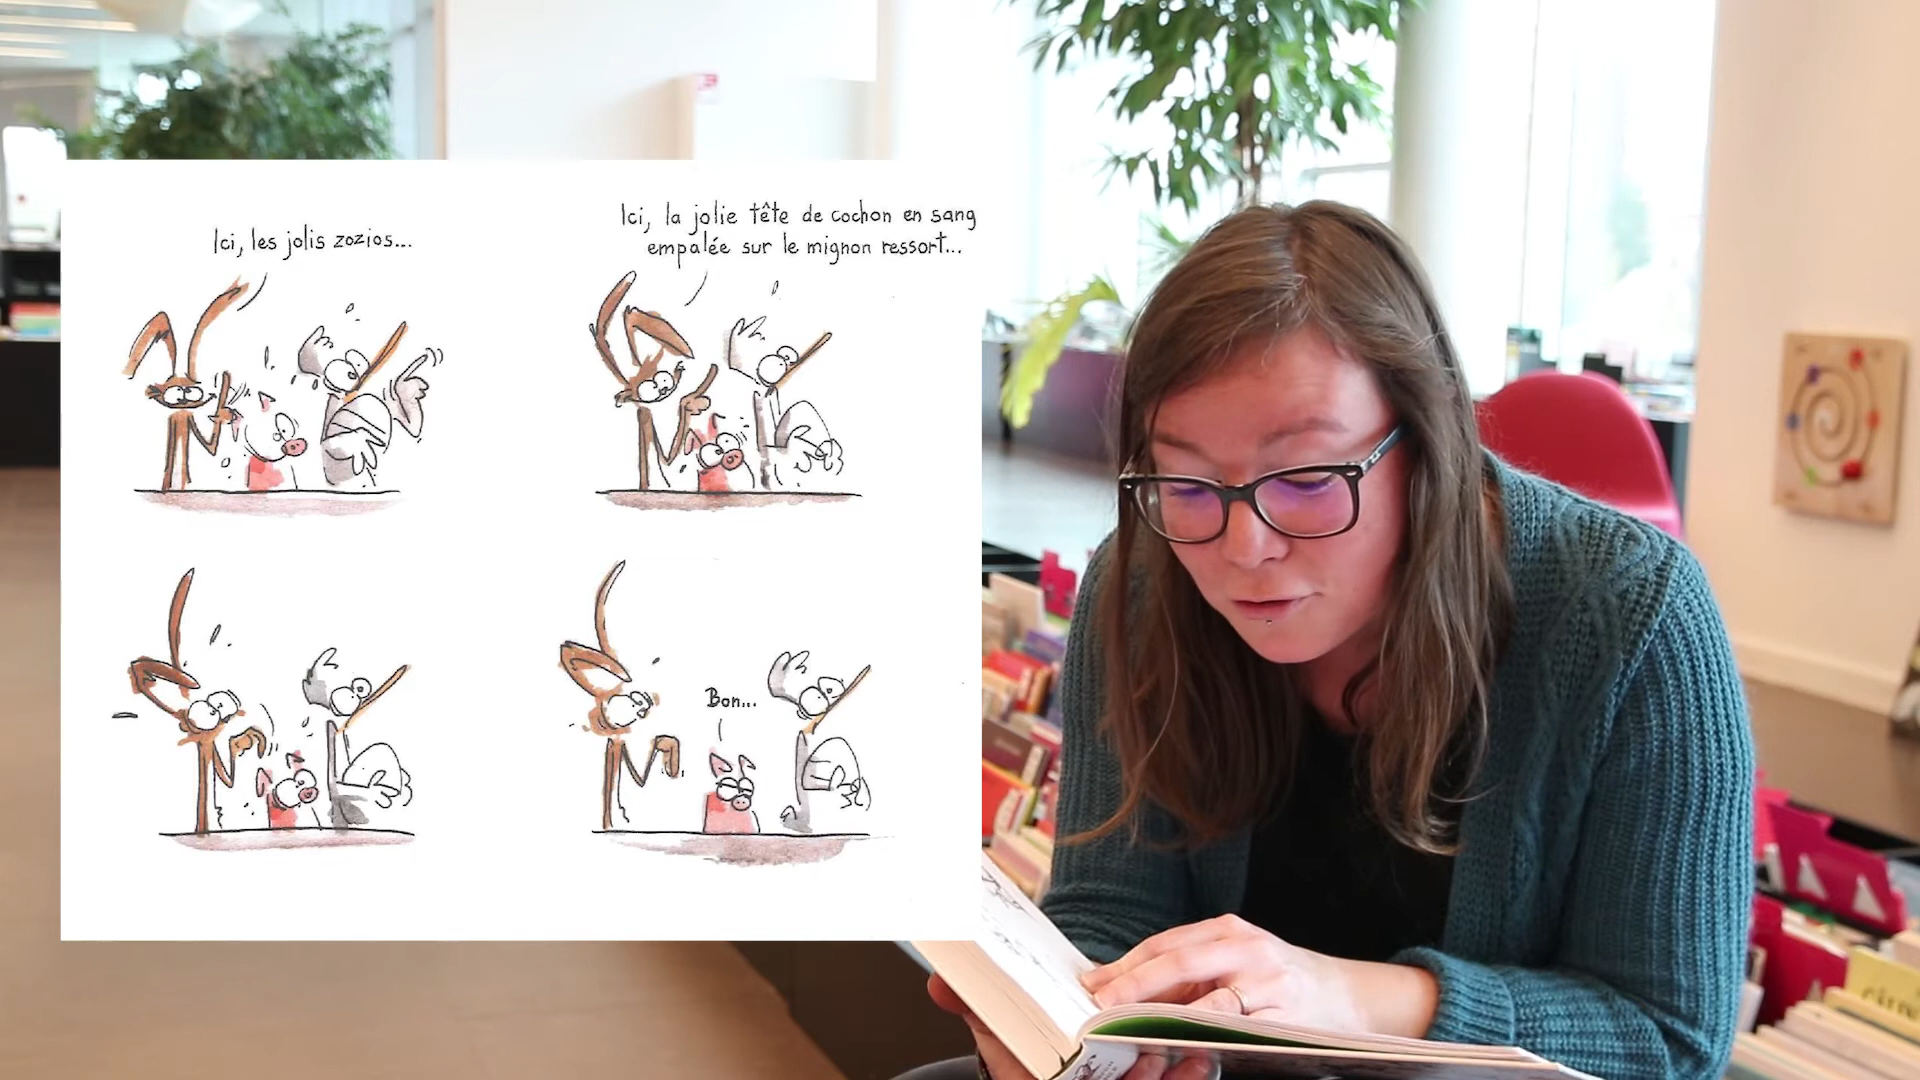 Ici, les jolis zozios...
Ici, la jolie tête de cochon en sang
empalée sur le mignon ressort...
Bon...